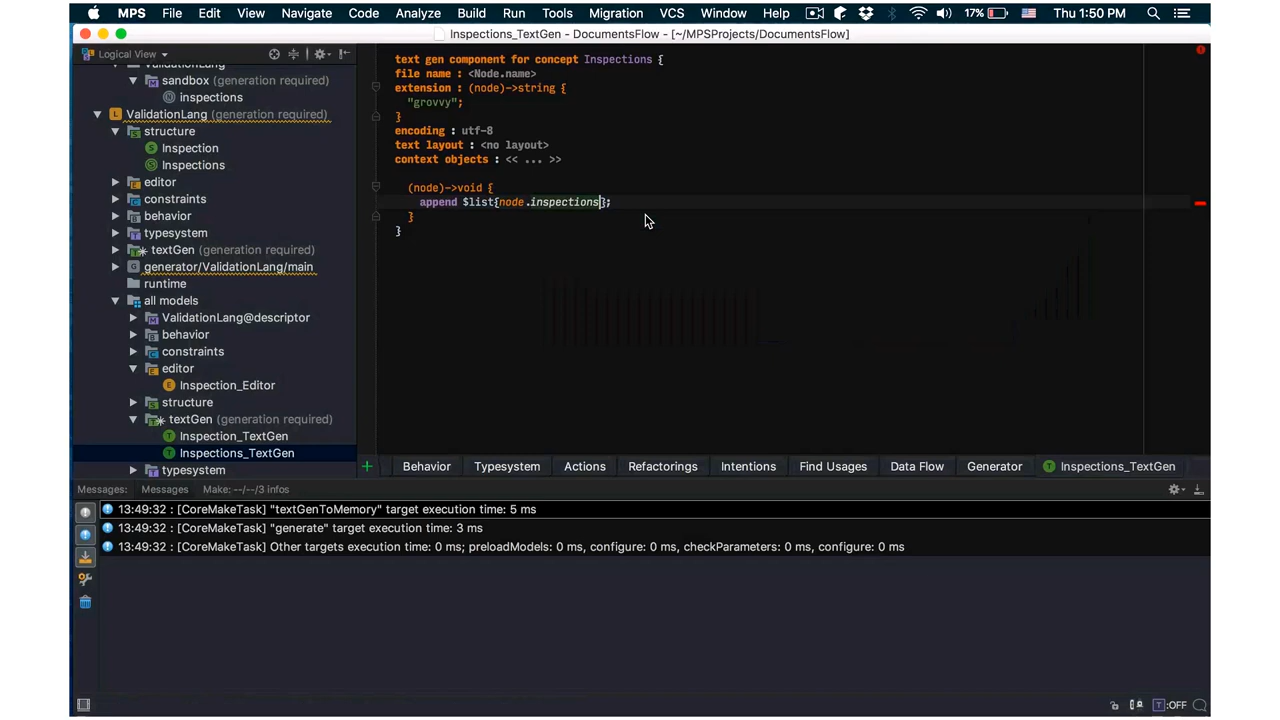 MPS File Edit View Navigate Code Analyze Build Run Tools Migration VCS Window Help 17% Thu 1:50 PM
Inspections_TextGen - DocumentsFlow - [~/MPSProjects/DocumentsFlow]
Logical View
ValidationLang
sandbox (generation required)
inspections
ValidationLang (generation required)
structure
Inspection
Inspections
editor
constraints
behavior
typesystem
textGen (generation required)
generator/ValidationLang/main
runtime
all models
ValidationLang@descriptor
behavior
constraints
editor
Inspection_Editor
structure
textGen (generation required)
Inspection_TextGen
Inspections_TextGen
typesystem
text gen component for concept Inspections {
file name : <Node.name>
extension : (node)->string {
"grovvy";
}
encoding : utf-8
text layout : <no layout>
context objects : << ... >>
(node)->void {
append $list{node.inspections};
}
}
+ Behavior Typesystem Actions Refactorings Intentions Find Usages Data Flow Generator Inspections_TextGen
Messages: Messages Make: --/--/3 infos
13:49:32 : [CoreMakeTask] "textGenToMemory" target execution time: 5 ms
13:49:32 : [CoreMakeTask] "generate" target execution time: 3 ms
13:49:32 : [CoreMakeTask] Other targets execution time: 0 ms; preloadModels: 0 ms, configure: 0 ms, checkParameters: 0 ms, configure: 0 ms
T :OFF